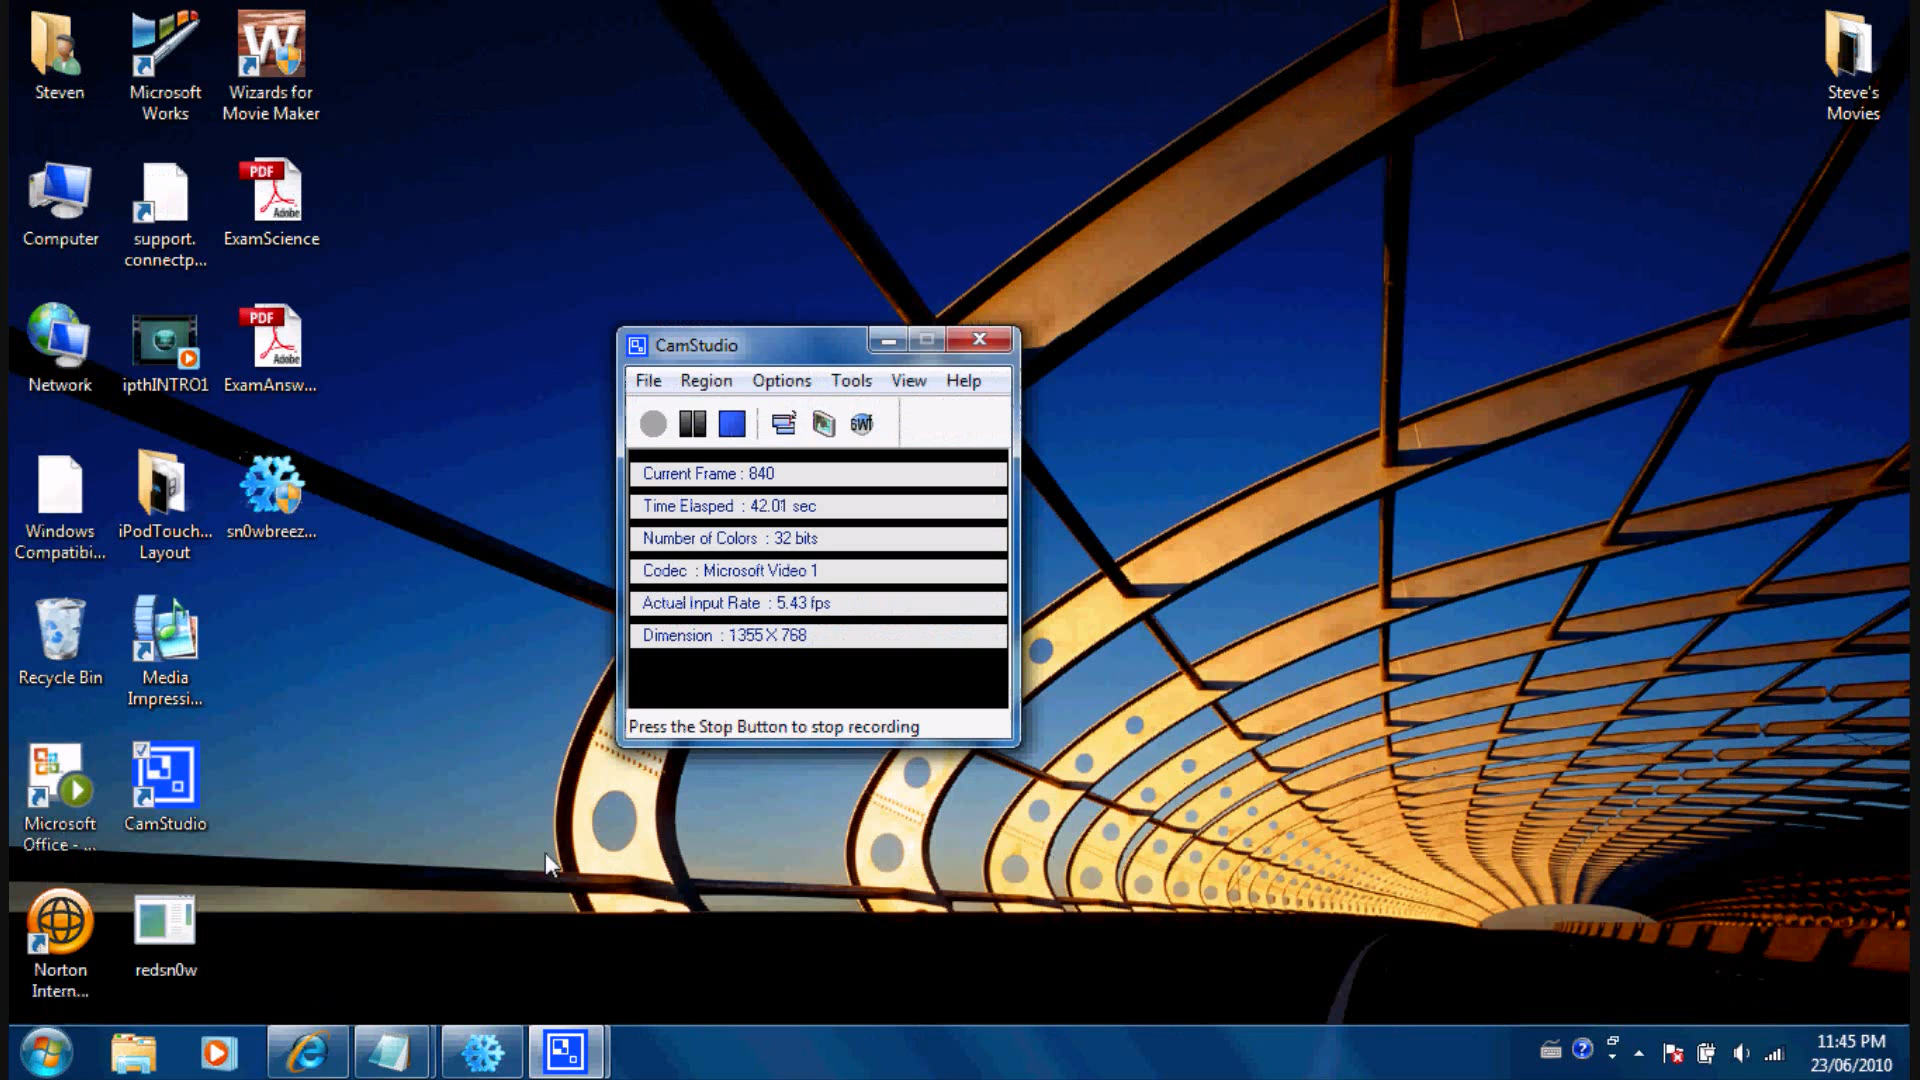 Steven
Microsoft
Works
Wizards for
Movie Maker
Steve's
Movies
Computer
support.
connectp...
PDF
Adobe
ExamScience
Network
ipthINTRO1
PDF
Adobe
ExamAnsw...
Windows
Compatibi...
iPodTouch...
Layout
sn0wbreez...
Recycle Bin
Media
Impressi...
Microsoft
Office - ...
CamStudio
Norton
Intern...
redsn0w
CamStudio
File Region Options Tools View Help
SWf
Current Frame : 840
Time Elasped : 42.01 sec
Number of Colors : 32 bits
Codec : Microsoft Video 1
Actual Input Rate : 5.43 fps
Dimension : 1355 X 768
Press the Stop Button to stop recording
11:45 PM
23/06/2010